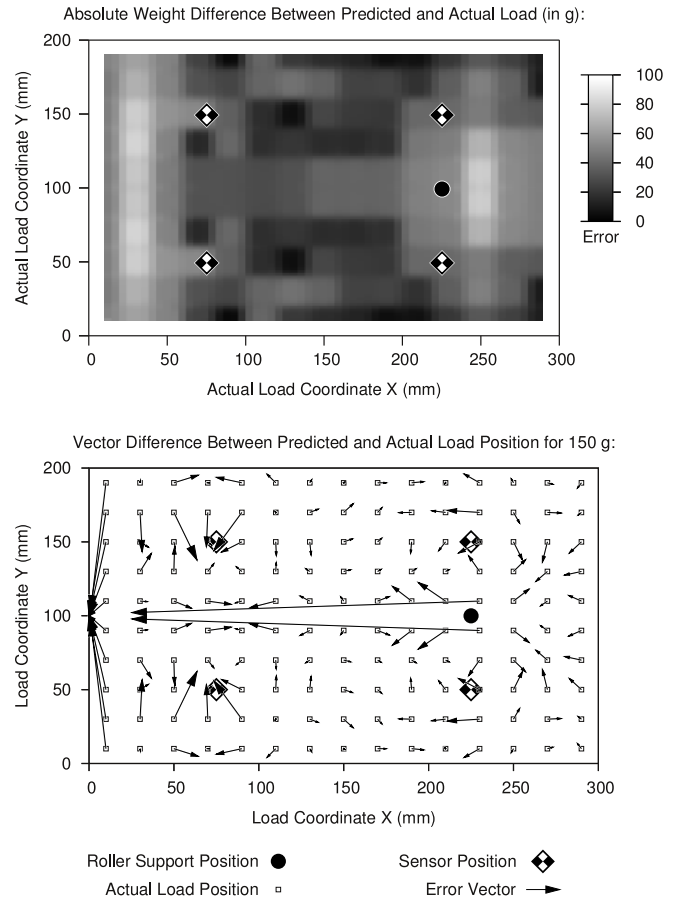 Absolute Weight Difference Between Predicted and Actual Load (in g):
200
150
100
50
0
Actual Load Coordinate Y (mm)
0 50 100 150 200 250 300
Actual Load Coordinate X (mm)
100
80
60
40
20
0
Error
Vector Difference Between Predicted and Actual Load Position for 150 g:
200
150
100
50
0
Load Coordinate Y (mm)
0 50 100 150 200 250 300
Load Coordinate X (mm)
Roller Support Position Sensor Position
Actual Load Position Error Vector